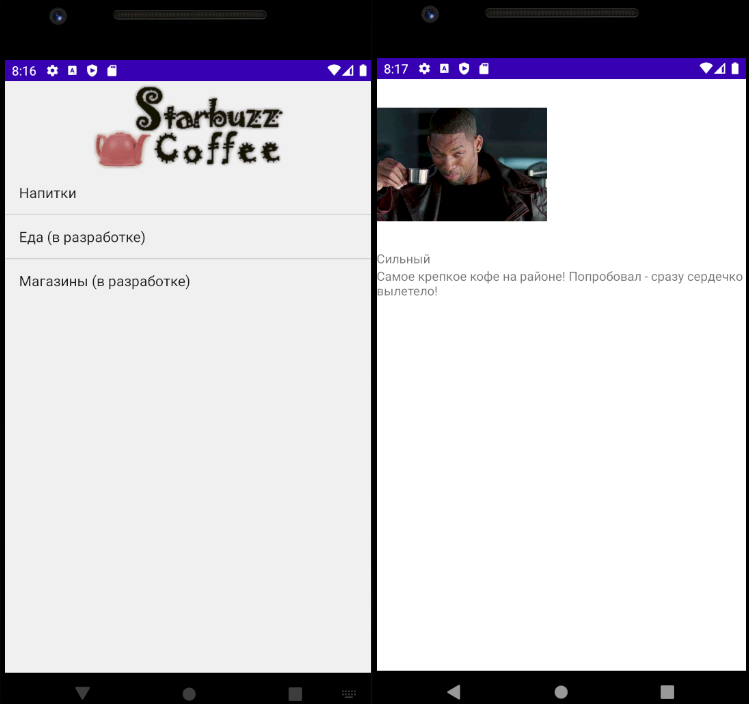 8:16
Starbuzz
Coffee
Напитки
Еда (в разработке)
Магазины (в разработке)
8:17
Сильный
Самое крепкое кофе на районе! Попробовал - сразу сердечко
вылетело!